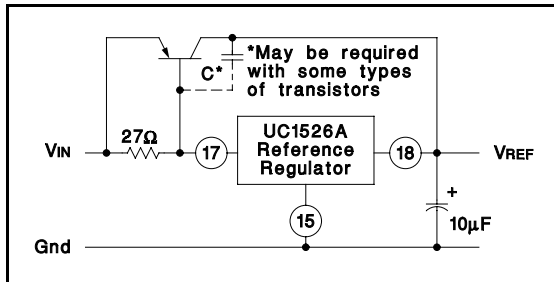 *May be required
with some types
of transistors
C*
27Ω
UC1526A
Reference
Regulator
VIN
17
18
VREF
15
+
10µF
Gnd